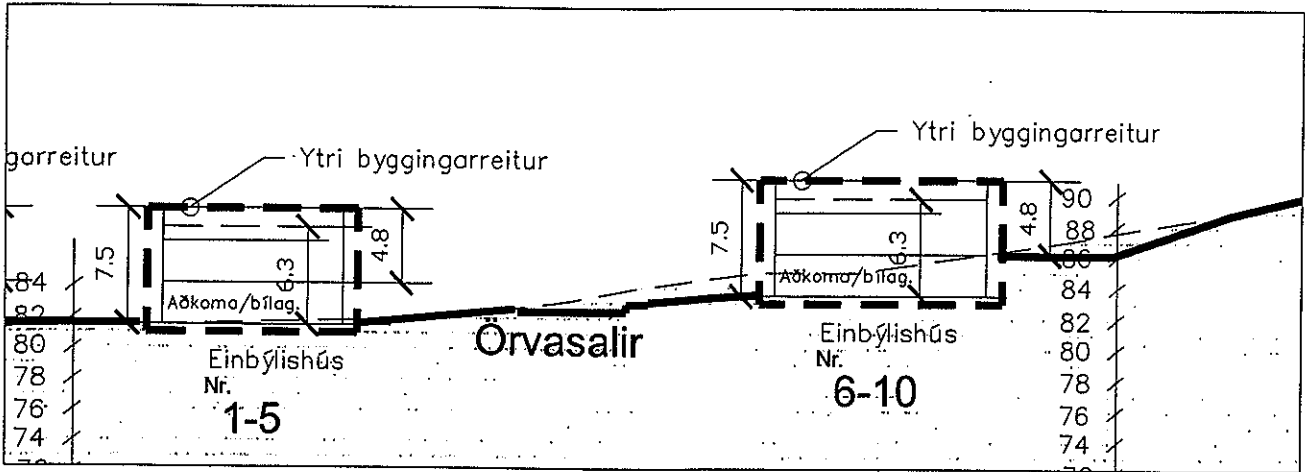 garreitur
Ytri byggingarreitur
Ytri byggingarreitur
7.5
6.3
4.8
Aðkoma/bílag.
7.5
6.3
4.8
Aðkoma/bílag.
84
82
80
78
76
74
90
88
86
84
82
80
78
76
74
Örvasalir
Einbýlishús
Nr.
1-5
Einbýlishús
Nr.
6-10